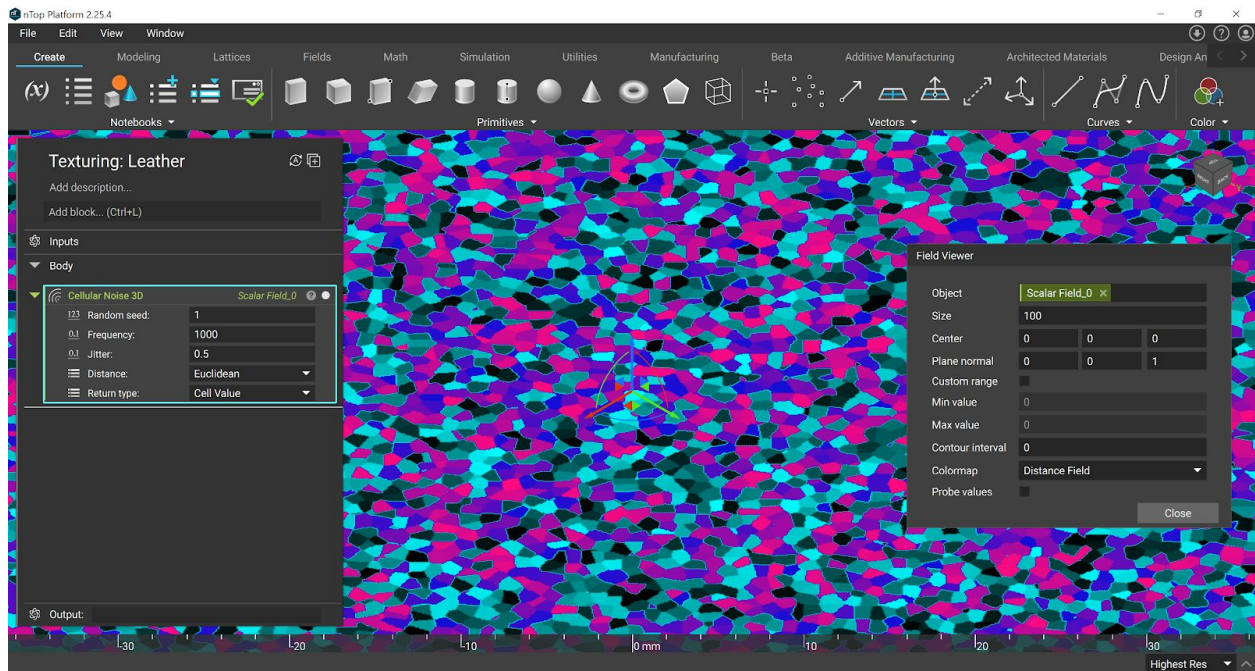 nTop Platform 2.25.4
File Edit View Window
Create Modeling Lattices Fields Math Simulation Utilities Manufacturing Beta Additive Manufacturing Architected Materials Design An
(x)
Notebooks Primitives Vectors Curves Color
Texturing: Leather
Add description...
Add block... (Ctrl+L)
Inputs
Body
Cellular Noise 3D Scalar Field_0
123 Random seed: 1
0.1 Frequency: 1000
0.1 Jitter: 0.5
Distance: Euclidean
Return type: Cell Value
Output:
Field Viewer
Object Scalar Field_0
Size 100
Center 0 0 0
Plane normal 0 0 1
Custom range
Min value 0
Max value 0
Contour interval 0
Colormap Distance Field
Probe values
Close
-30 -20 -10 0 mm 10 20 30
Highest Res